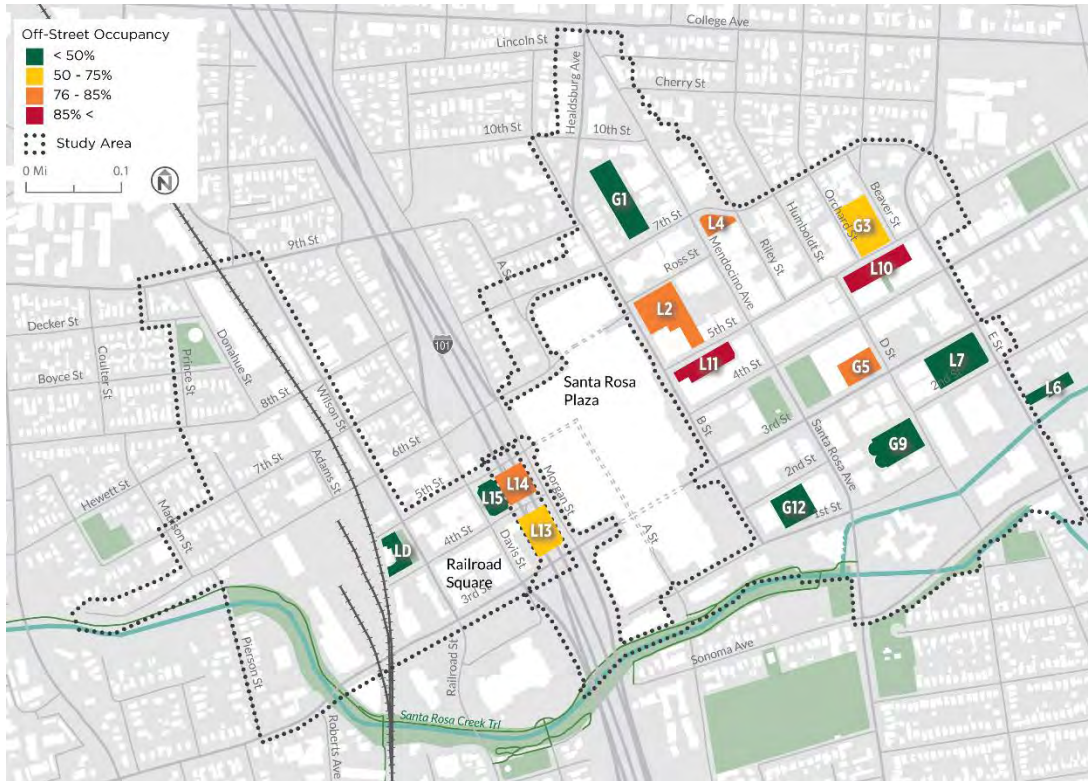 Off-Street Occupancy
< 50%
50 - 75%
76 - 85%
85% <
Study Area
0 Mi
0.1
N
College Ave
Lincoln St
Healdsburg Ave
Cherry St
10th St
10th St
G1
7th St
L4
Mendocino Ave
Riley St
Humboldt St
Orchard St
Beaver St
G3
L10
9th St
A St
Ross St
L2
5th St
L11
4th St
B St
3rd St
G5
D St
L7
2nd St
E St
L6
G9
Santa Rosa Ave
2nd St
G12
1st St
101
Santa Rosa
Plaza
Decker St
Coulter St
Boyce St
Prince St
Donahue St
8th St
Wilson St
6th St
7th St
Adams St
5th St
Hewett St
Madison St
L14
L15
L13
Morgan St
A St
4th St
Davis St
LD
Railroad
Square
3rd St
Pierson St
Railroad St
Sonoma Ave
Santa Rosa Creek Trl
Roberts Ave